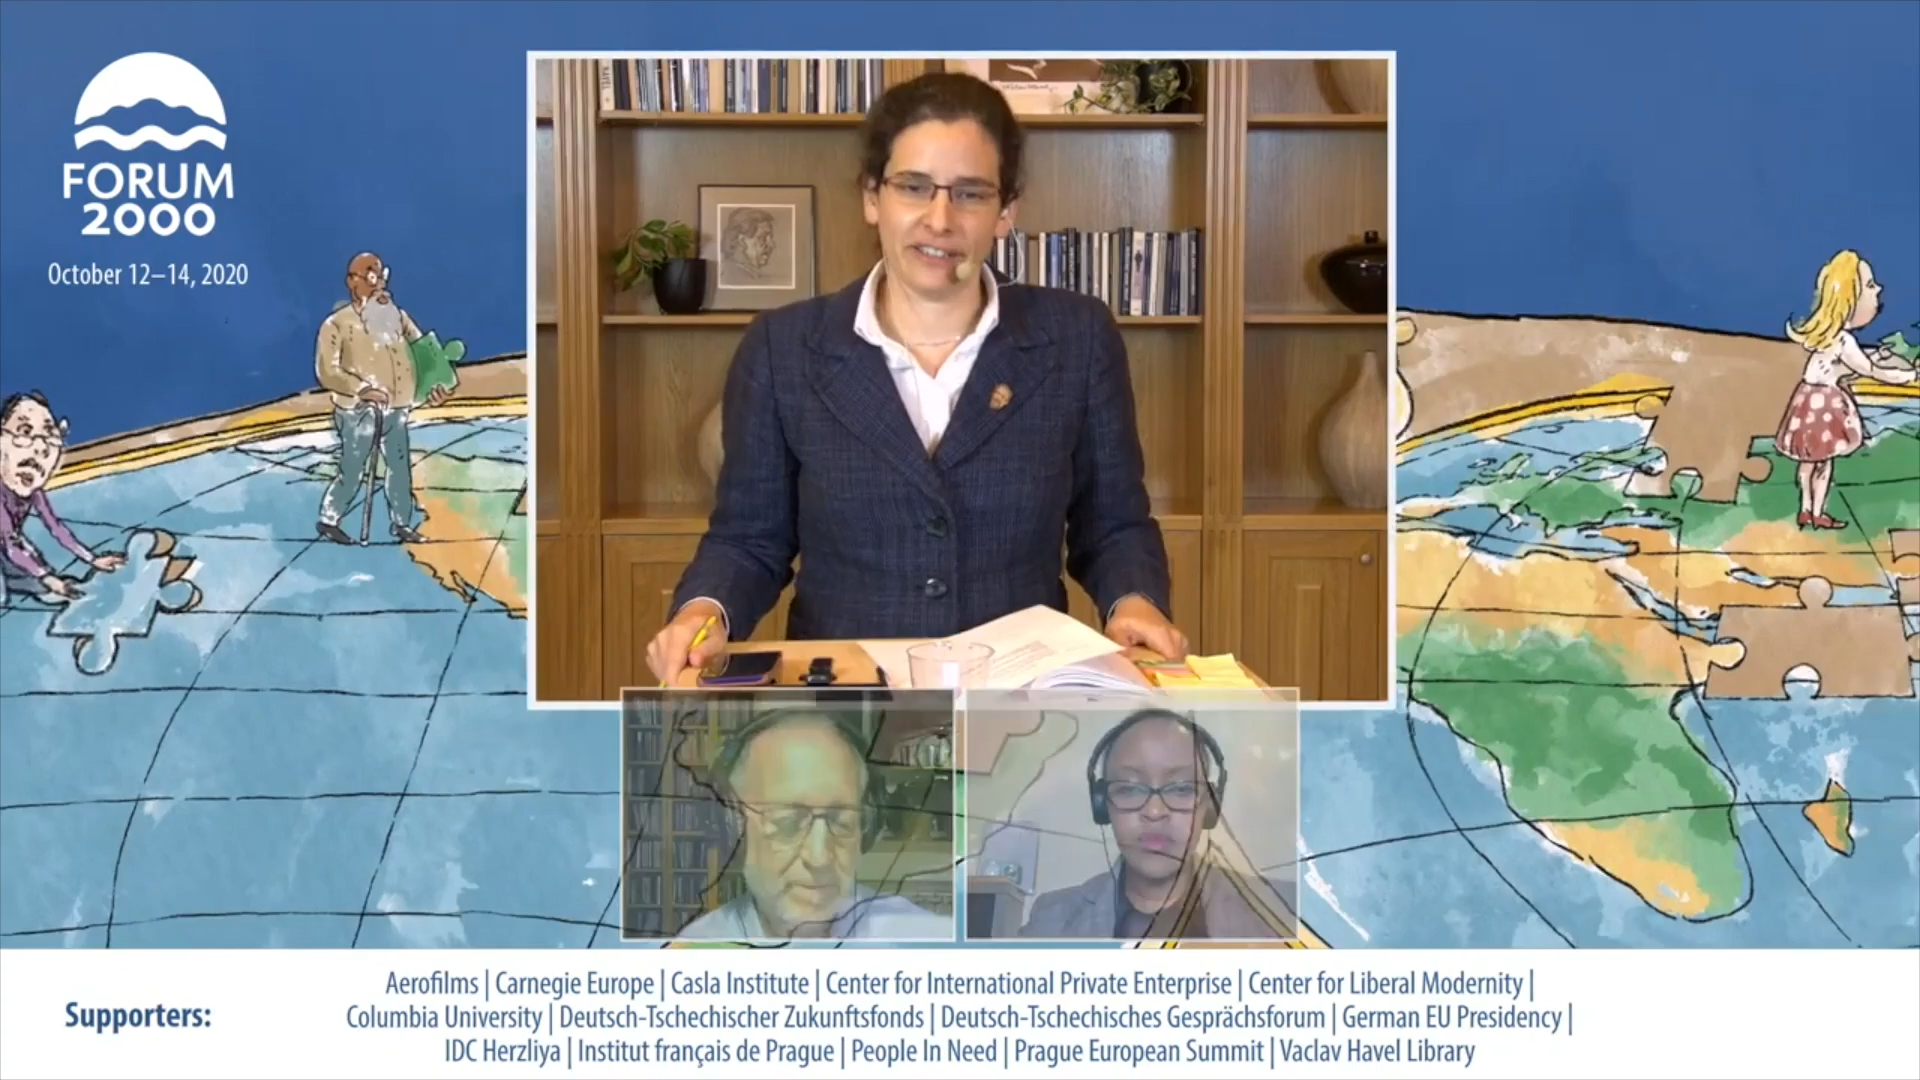 FORUM
2000
October 12–14, 2020
Supporters:
Aerofilms | Carnegie Europe | Casla Institute | Center for International Private Enterprise | Center for Liberal Modernity |
Columbia University | Deutsch-Tschechischer Zukunftsfonds | Deutsch-Tschechisches Gesprächsforum | German EU Presidency |
IDC Herzliya | Institut français de Prague | People In Need | Prague European Summit | Vaclav Havel Library